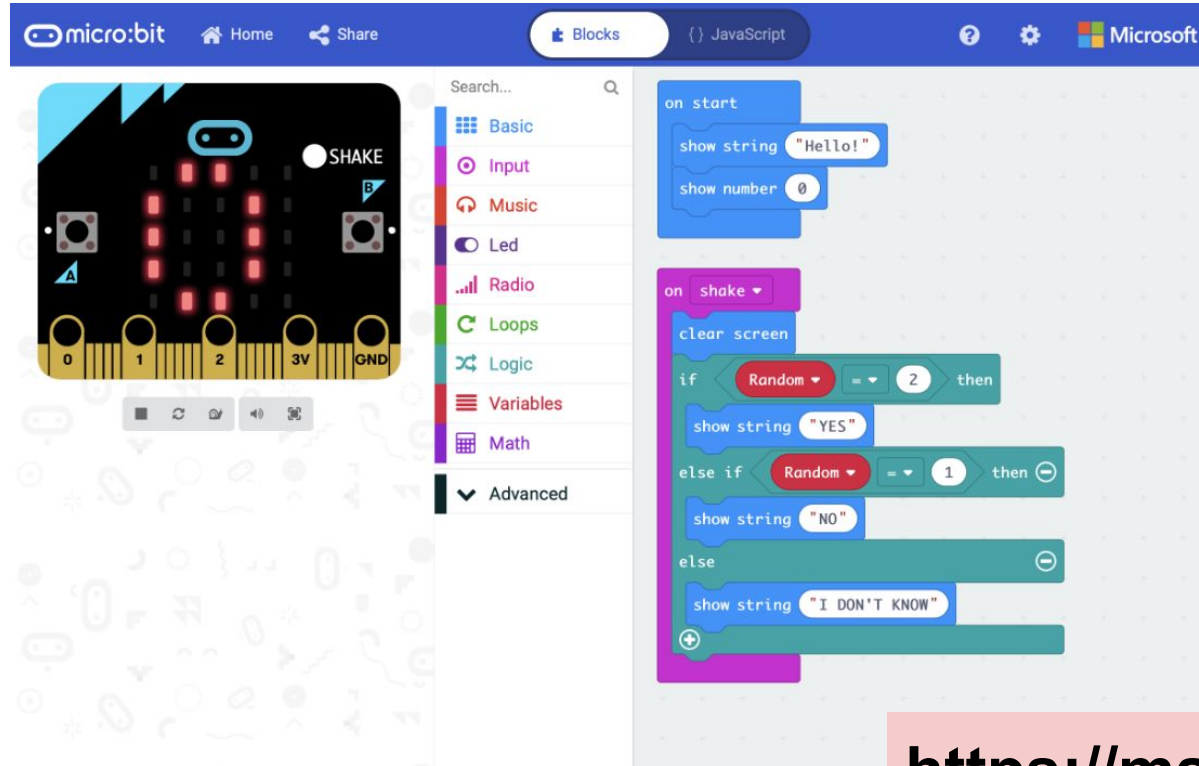 micro:bit Home Share Blocks {} JavaScript ? Microsoft
SHAKE
B
A
0 1 2 3V GND
Search...
Basic
Input
Music
Led
Radio
Loops
Logic
Variables
Math
Advanced
on start
show string "Hello!"
show number 0
on shake
clear screen
if Random = 2 then
show string "YES"
else if Random = 1 then
show string "NO"
else
show string "I DON'T KNOW"